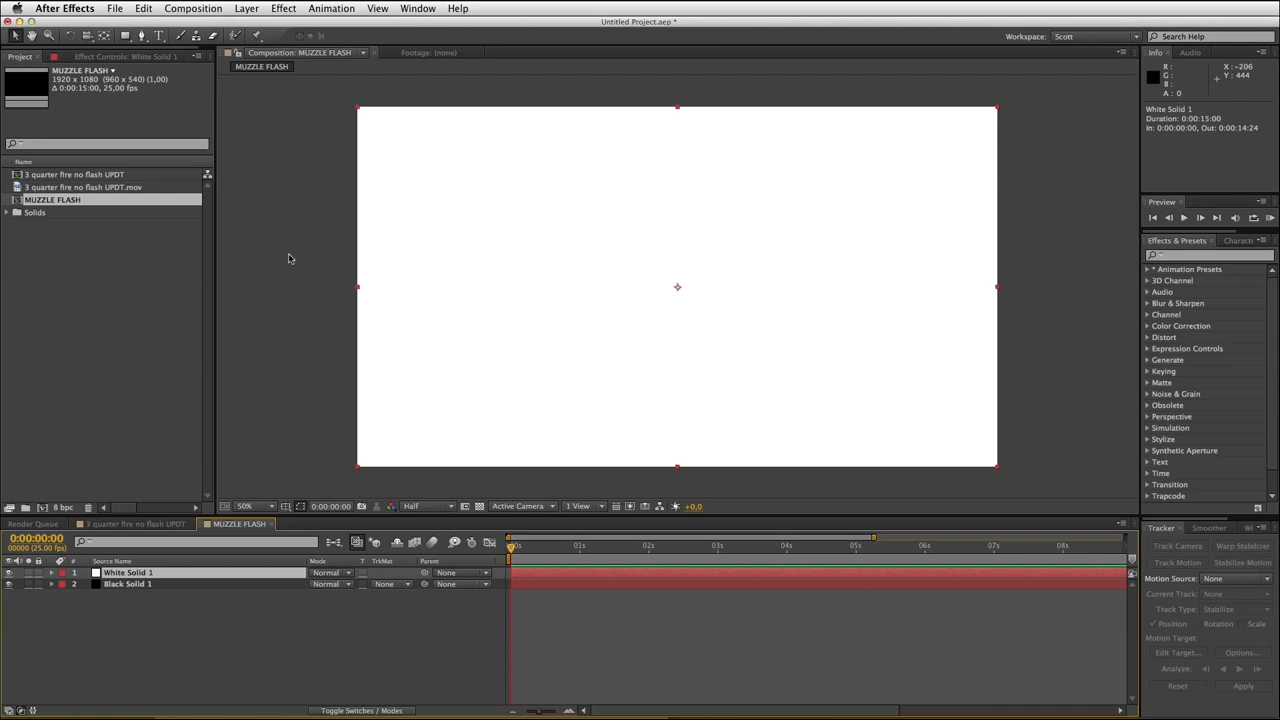 After Effects File Edit Composition Layer Effect Animation View Window Help
Untitled Project.aep *
Workspace: Scott Search Help
Project Effect Controls: White Solid 1
MUZZLE FLASH
1920 x 1080 (960 x 540) (1,00)
Δ 0:00:15:00, 25,00 fps
Name
3 quarter fire no flash UPDT
3 quarter fire no flash UPDT.mov
MUZZLE FLASH
Solids
8 bpc
Composition: MUZZLE FLASH Footage: (none)
MUZZLE FLASH
50% 0:00:00:00 Half Active Camera 1 View +0,0
Info Audio
R : X : -206
G : Y : 444
B :
A : 0
White Solid 1
Duration: 0:00:15:00
In: 0:00:00:00, Out: 0:00:14:24
Preview
Effects & Presets Charact
* Animation Presets
3D Channel
Audio
Blur & Sharpen
Channel
Color Correction
Distort
Expression Controls
Generate
Keying
Matte
Noise & Grain
Obsolete
Perspective
Simulation
Stylize
Synthetic Aperture
Text
Time
Transition
Trapcode
Render Queue 3 quarter fire no flash UPDT MUZZLE FLASH
0:00:00:00
00000 (25.00 fps)
# Source Name Mode T TrkMat Parent
1 White Solid 1 Normal None
2 Black Solid 1 Normal None None
0s 01s 02s 03s 04s 05s 06s 07s 08s
Toggle Switches / Modes
Tracker Smoother Wi
Track Camera Warp Stabilizer
Track Motion Stabilize Motion
Motion Source: None
Current Track: None
Track Type: Stabilize
Position Rotation Scale
Motion Target:
Edit Target... Options...
Analyze:
Reset Apply